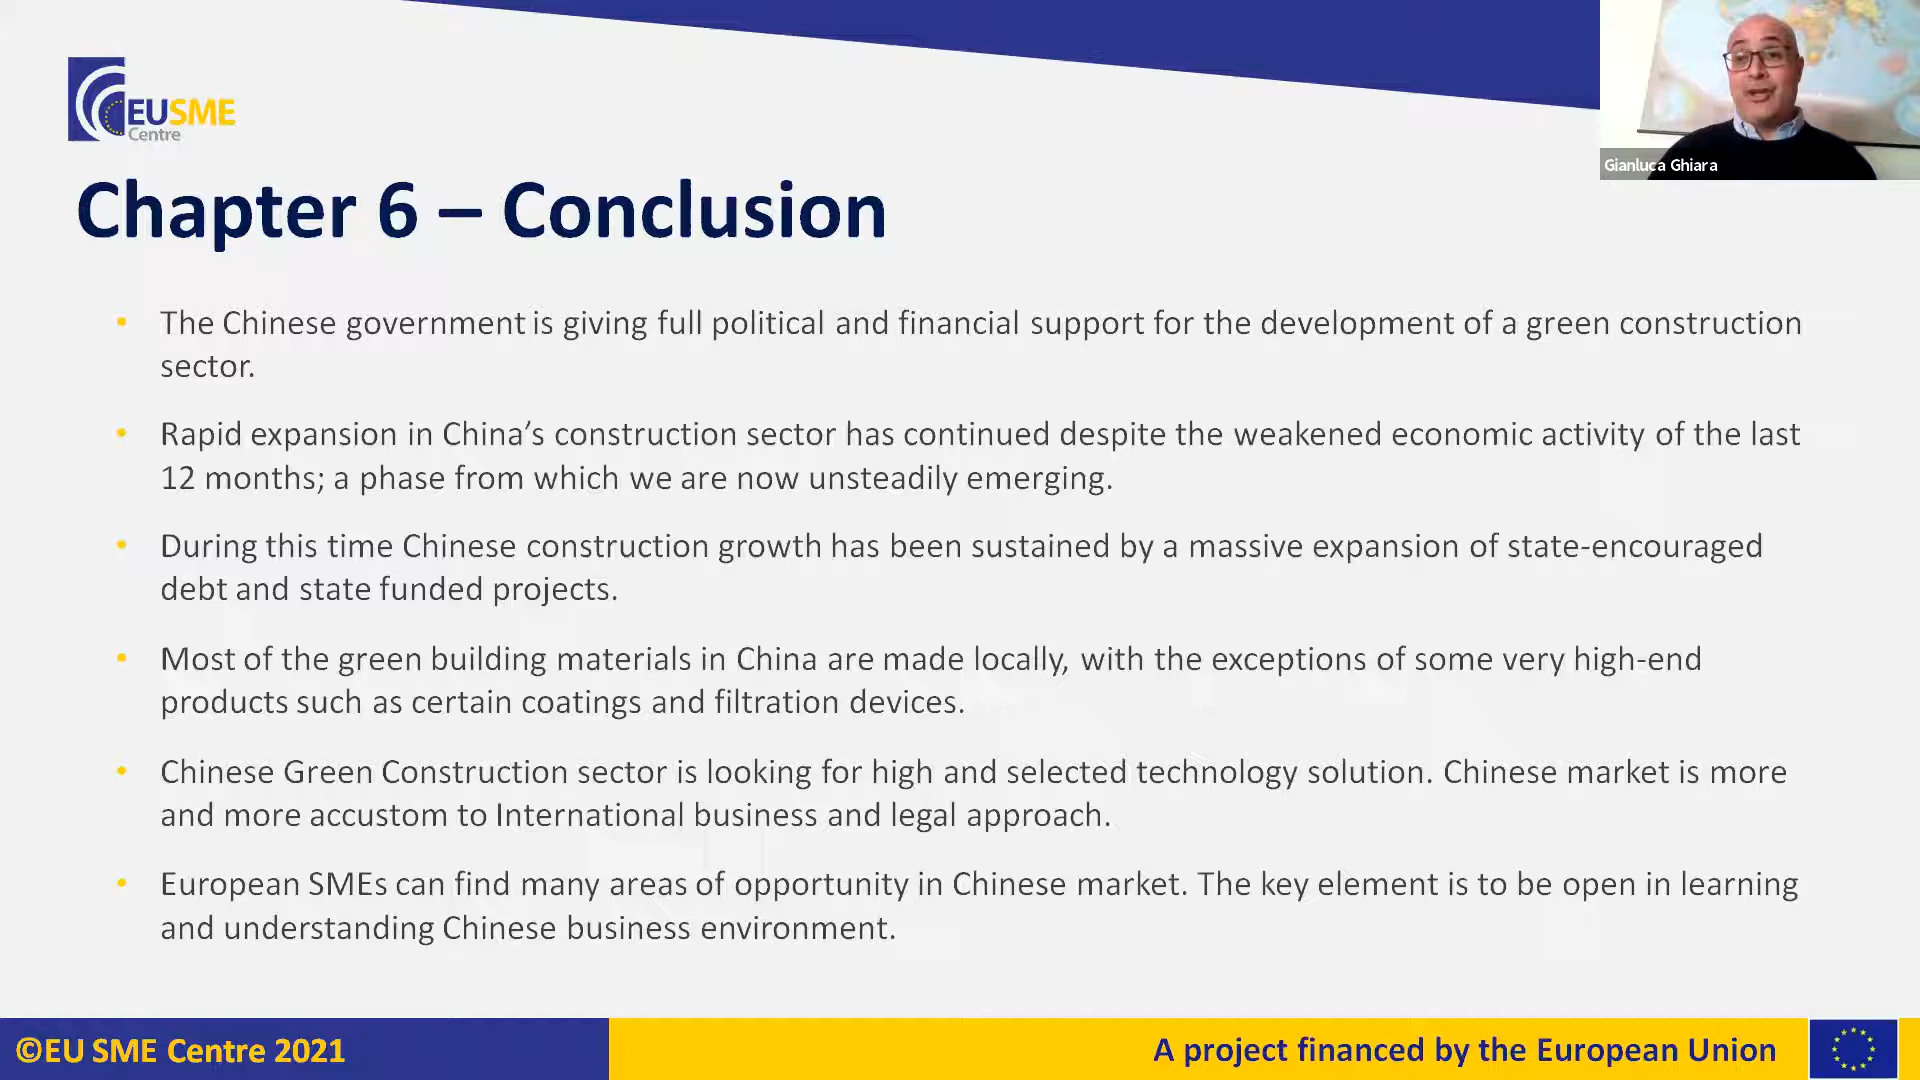 EUSME
Centre
Gianluca Ghiara
Chapter 6 – Conclusion
• The Chinese government is giving full political and financial support for the development of a green construction
sector.
• Rapid expansion in China’s construction sector has continued despite the weakened economic activity of the last
12 months; a phase from which we are now unsteadily emerging.
• During this time Chinese construction growth has been sustained by a massive expansion of state-encouraged
debt and state funded projects.
• Most of the green building materials in China are made locally, with the exceptions of some very high-end
products such as certain coatings and filtration devices.
• Chinese Green Construction sector is looking for high and selected technology solution. Chinese market is more
and more accustom to International business and legal approach.
• European SMEs can find many areas of opportunity in Chinese market. The key element is to be open in learning
and understanding Chinese business environment.
©EU SME Centre 2021
A project financed by the European Union